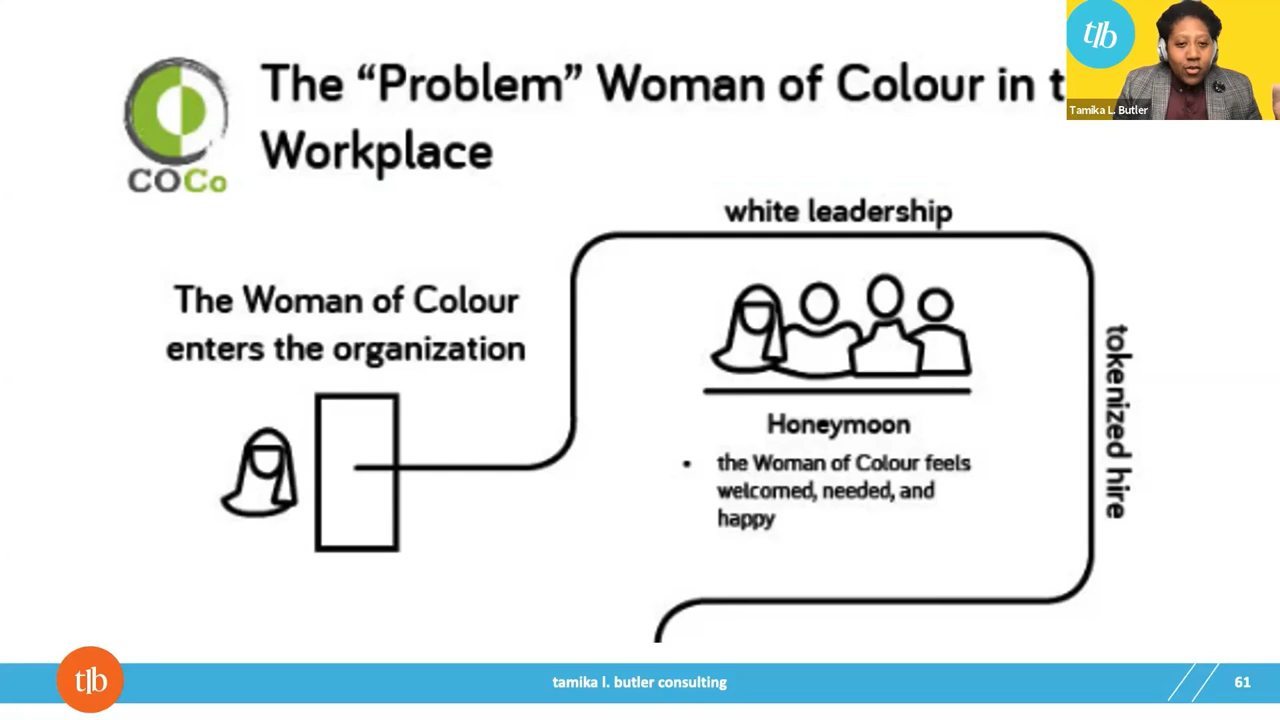 The “Problem” Woman of Colour in t
Workplace
COCo
tlb
Tamika L. Butler
white leadership
The Woman of Colour
enters the organization
tokenized hire
Honeymoon
• the Woman of Colour feels
welcomed, needed, and
happy
tlb
tamika l. butler consulting
61